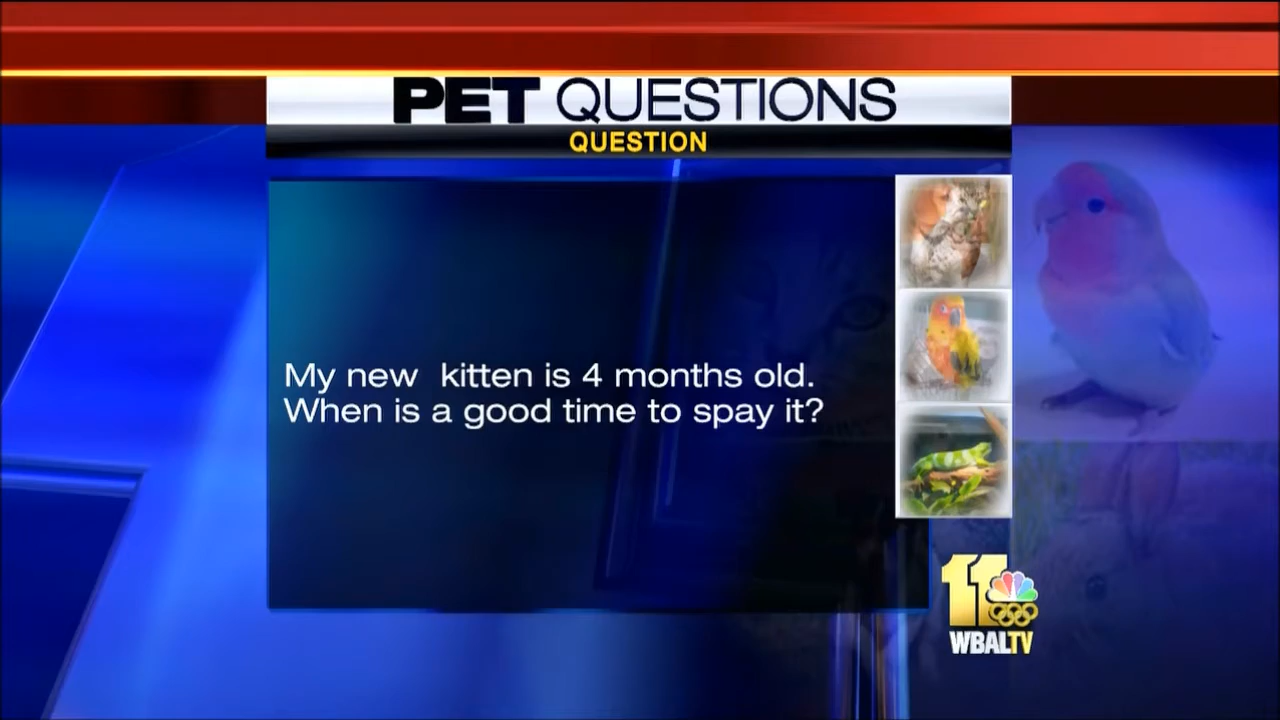 PET QUESTIONS
QUESTION
My new kitten is 4 months old.
When is a good time to spay it?
11
WBALTV